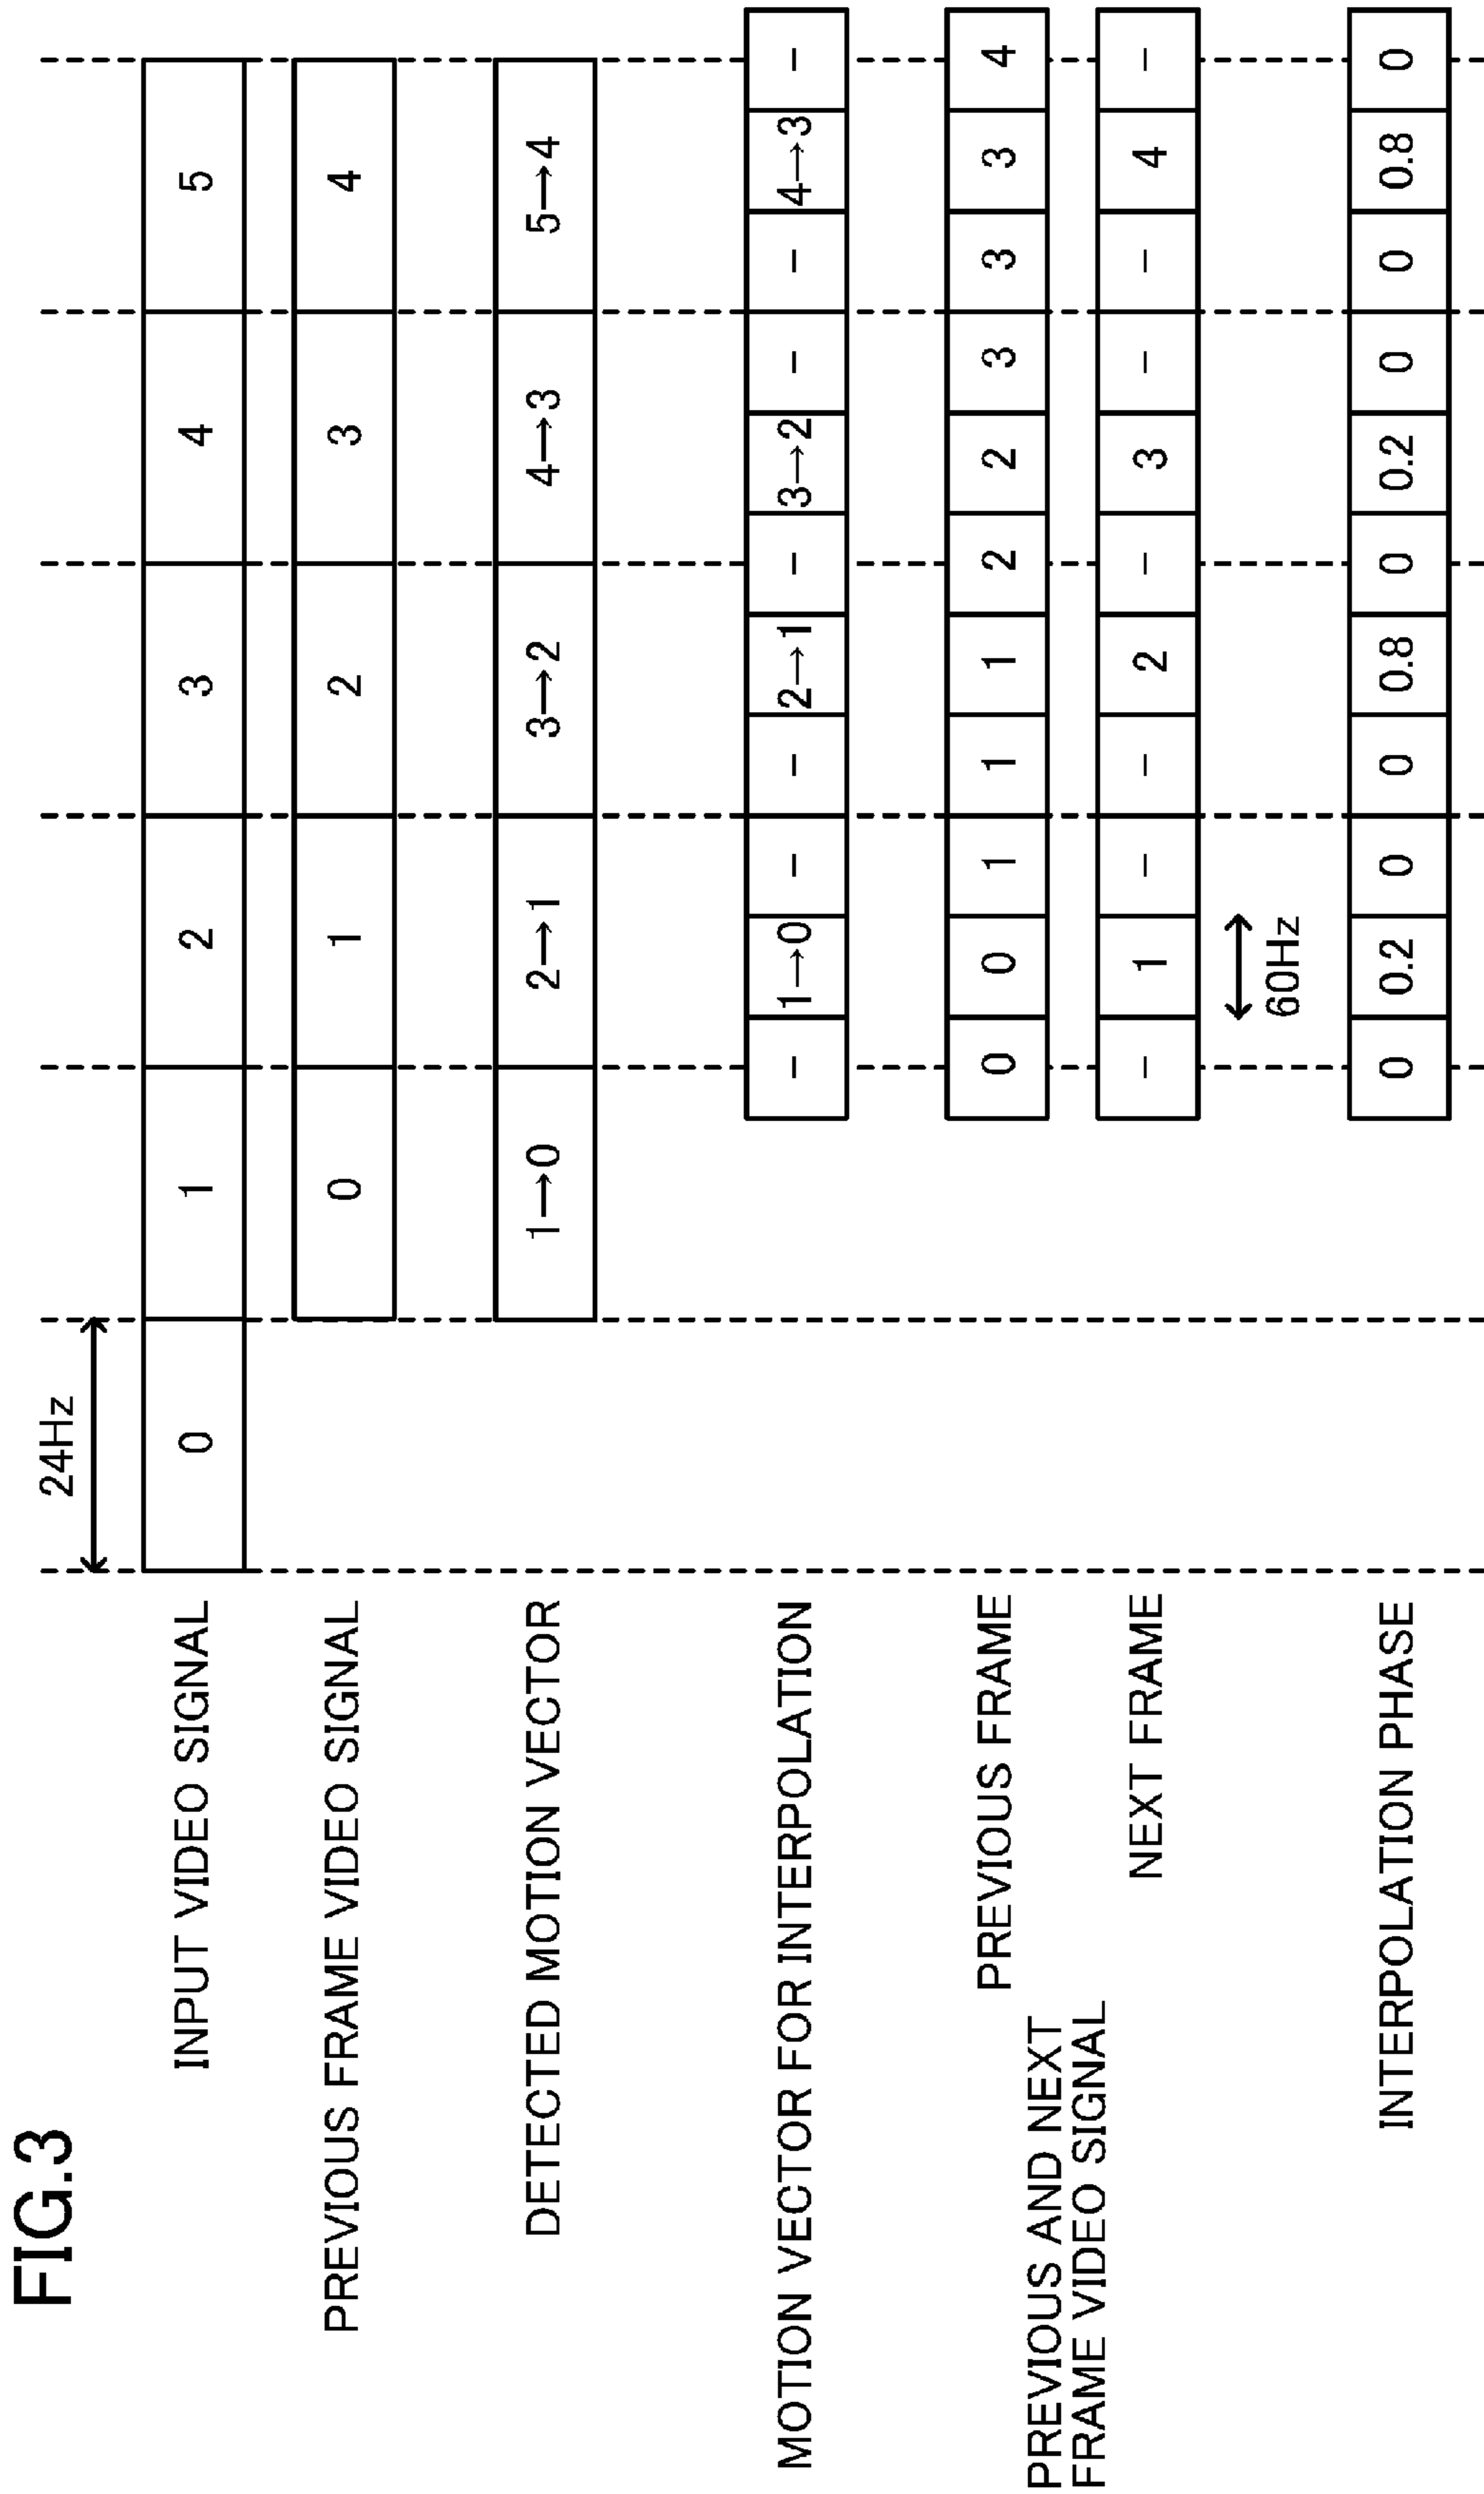 FIG.3
24Hz
INPUT VIDEO SIGNAL 0 1 2 3 4 5
PREVIOUS FRAME VIDEO SIGNAL 0 1 2 3 4
DETECTED MOTION VECTOR 1→0 2→1 3→2 4→3 5→4
MOTION VECTOR FOR INTERPOLATION - 1→0 - - 2→1 - 3→2 - - 4→3 -
PREVIOUS AND NEXT
FRAME VIDEO SIGNAL
PREVIOUS FRAME 0 0 1 1 1 2 2 3 3 3 4
NEXT FRAME - 1 - - 2 - 3 - - 4 -
60Hz
INTERPOLATION PHASE 0 0.2 0 0 0.8 0 0.2 0 0 0.8 0